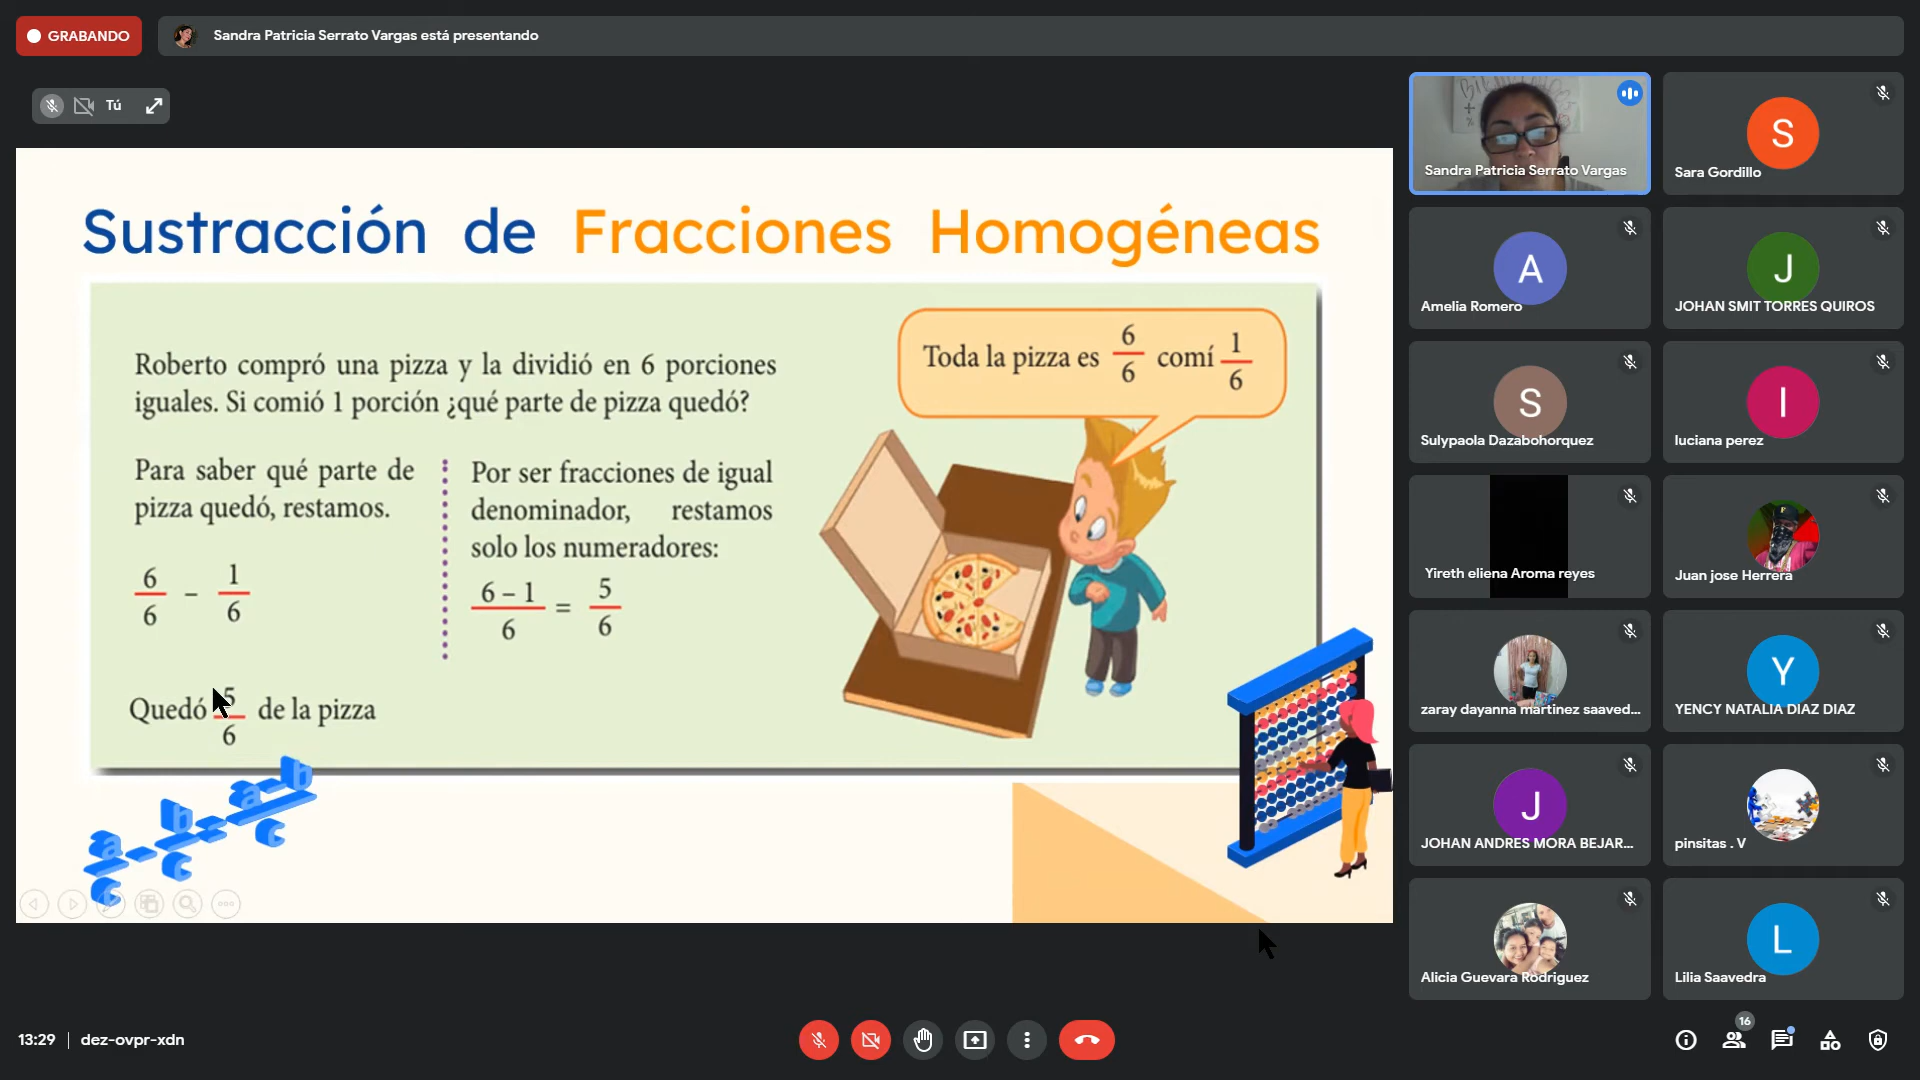 GRABANDO
Sandra Patricia Serrato Vargas está presentando
Tú
Sustracción de Fracciones Homogéneas
Roberto compró una pizza y la dividió en 6 porciones
iguales. Si comió 1 porción ¿qué parte de pizza quedó?
Toda la pizza es 6/6 comí 1/6
Para saber qué parte de
pizza quedó, restamos.
6/6 - 1/6
Por ser fracciones de igual
denominador, restamos
solo los numeradores:
6 – 1/6 = 5/6
Quedó 5/6 de la pizza
a/c - b/c = a-b/c
Sandra Patricia Serrato Vargas
S
Sara Gordillo
A
Amelia Romero
J
JOHAN SMIT TORRES QUIROS
S
Sulypaola Dazabohorquez
I
luciana perez
Yireth eliena Aroma reyes
Juan jose Herrera
zaray dayanna martinez saaved...
Y
YENCY NATALIA DIAZ DIAZ
J
JOHAN ANDRES MORA BEJAR...
pinsitas . V
Alicia Guevara Rodriguez
L
Lilia Saavedra
13:29 | dez-ovpr-xdn
16